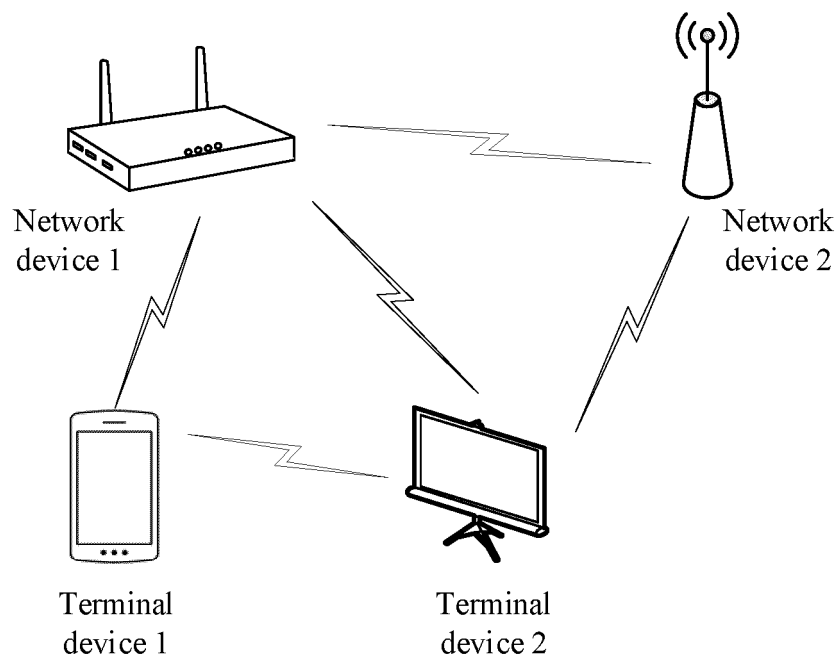 Network
device 1
Network
device 2
Terminal
device 1
Terminal
device 2